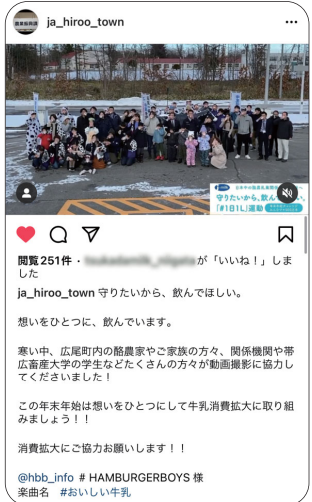 ja_hiroo_town
守りたいから、飲んで
「#1日1L」運動
閲覧251件・
が「いいね！」しま
した
ja_hiroo_town 守りたいから、飲んでほしい。
想いをひとつに、飲んでいます。
寒い中、広尾町内の酪農家やご家族の方々、関係機関や帯
広畜産大学の学生などたくさんの方々が動画撮影に協力し
てくださいました！
この年末年始は想いをひとつにして牛乳消費拡大に取り組
みましょう！！
消費拡大にご協力お願いします！！
@hbb_info # HAMBURGERBOYS 様
楽曲名 #おいしい牛乳